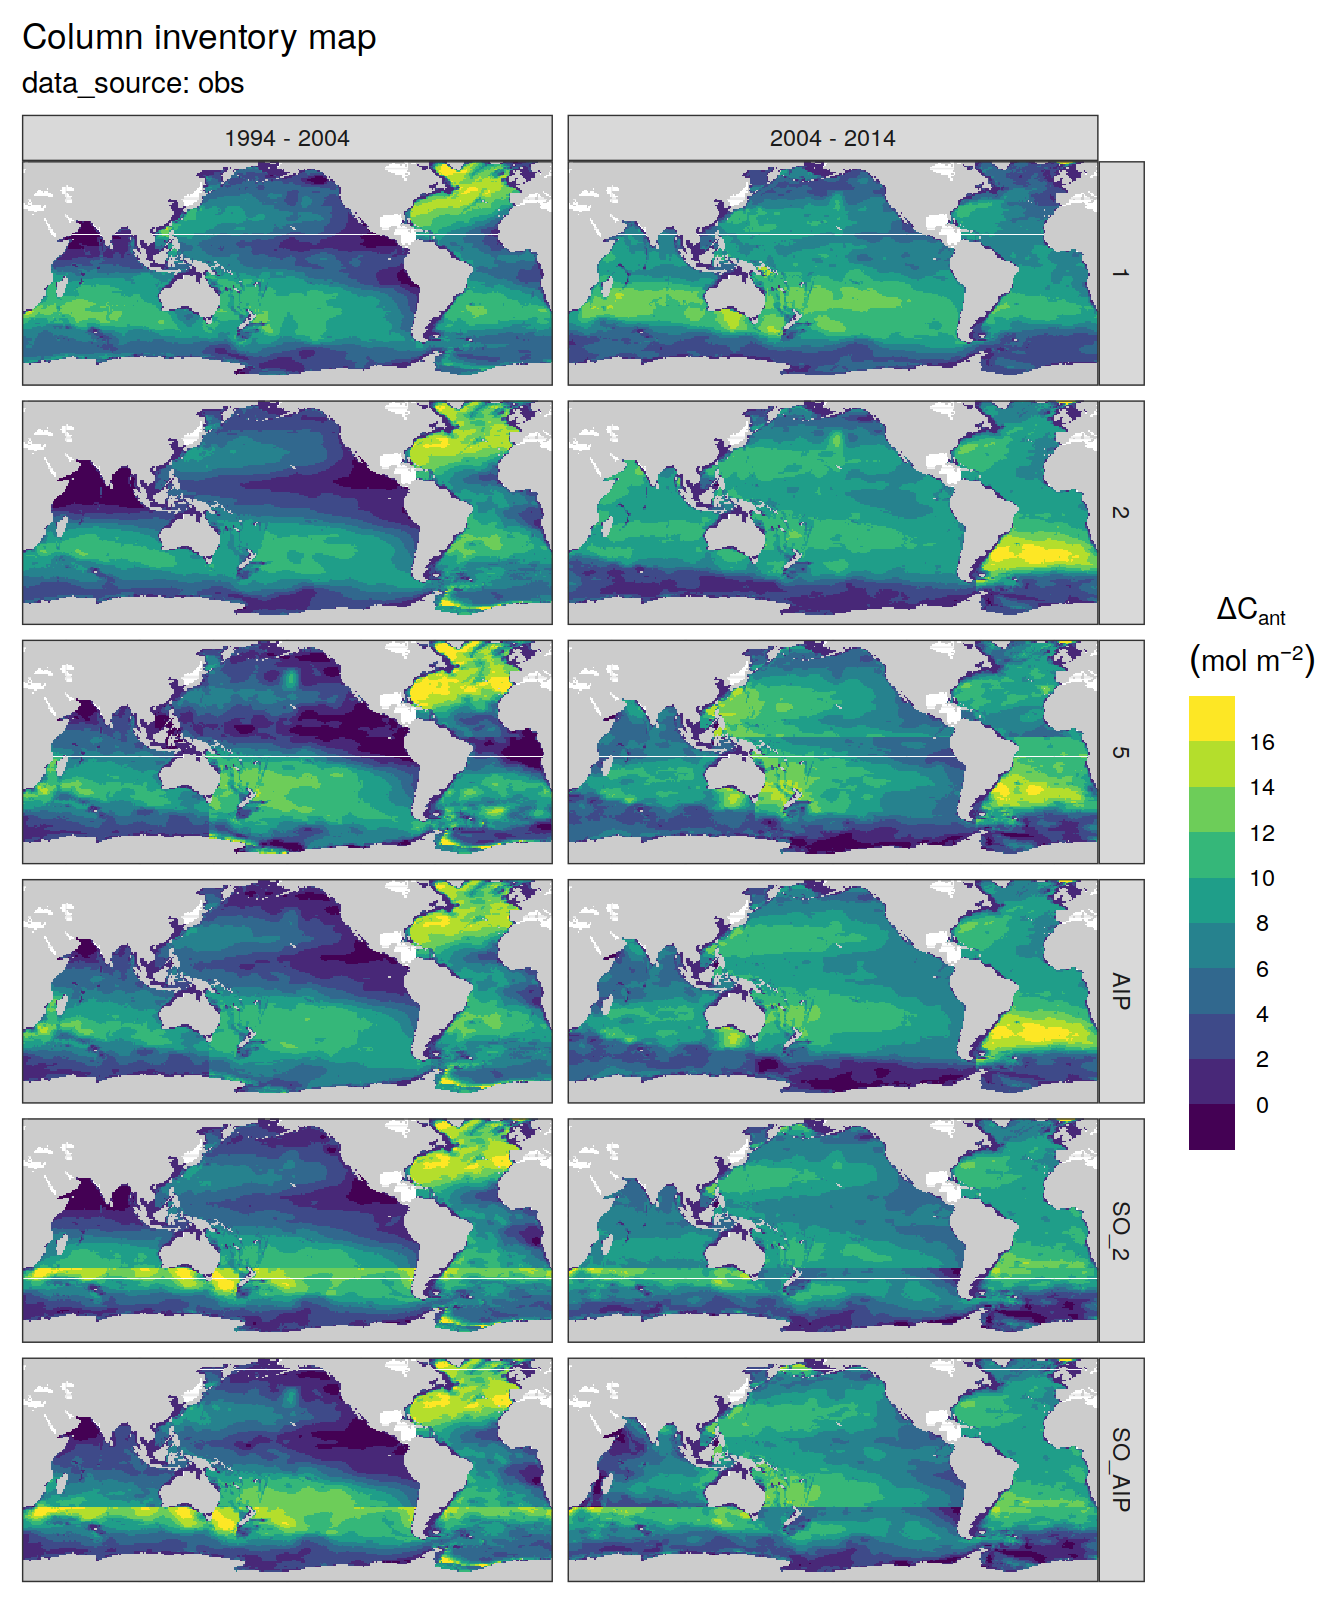 Column inventory map
data_source: obs
1994 - 2004
2004 - 2014
1
2
5
AIP
SO_2
SO_AIP
ΔCant
(mol m−2)
16
14
12
10
8
6
4
2
0